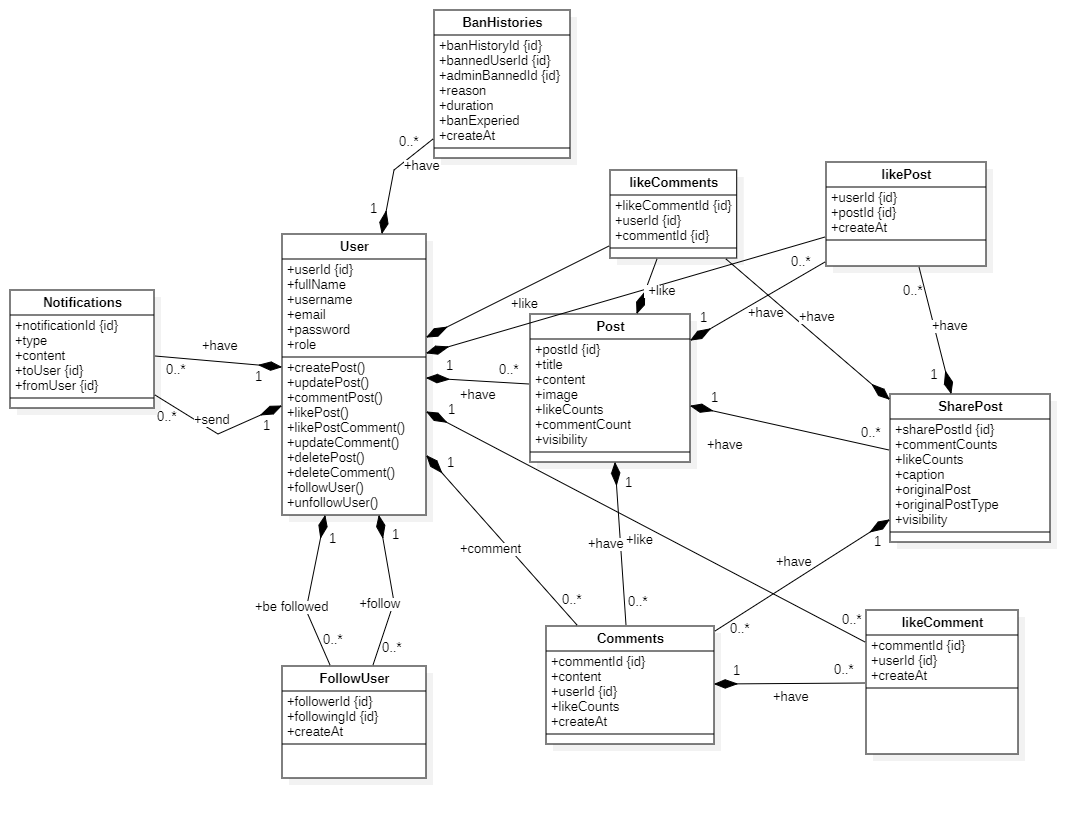 BanHistories
+banHistoryId {id}
+bannedUserId {id}
+adminBannedId {id}
+reason
+duration
+banExperied
+createAt
0..*
+have
1
likeComments
+likeCommentId {id}
+userId {id}
+commentId {id}
likePost
+userId {id}
+postId {id}
+createAt
User
+userId {id}
+fullName
+username
+email
+password
+role
+createPost()
+updatePost()
+commentPost()
+likePost()
+likePostComment()
+updateComment()
+deletePost()
+deleteComment()
+followUser()
+unfollowUser()
Notifications
+notificationId {id}
+type
+content
+toUser {id}
+fromUser {id}
+have
0..*
1
0..*
+send
1
+like
+like
0..*
1
+have
+have
0..*
+have
1
Post
+postId {id}
+title
+content
+image
+likeCounts
+commentCount
+visibility
1
0..*
+have
1
1
+have
0..*
SharePost
+sharePostId {id}
+commentCounts
+likeCounts
+caption
+originalPost
+originalPostType
+visibility
1
1
+comment
0..*
+have
+like
0..*
1
+have
0..*
0..*
1
1
+be followed
+follow
0..*
0..*
FollowUser
+followerId {id}
+followingId {id}
+createAt
Comments
+commentId {id}
+content
+userId {id}
+likeCounts
+createAt
1
0..*
+have
likeComment
+commentId {id}
+userId {id}
+createAt